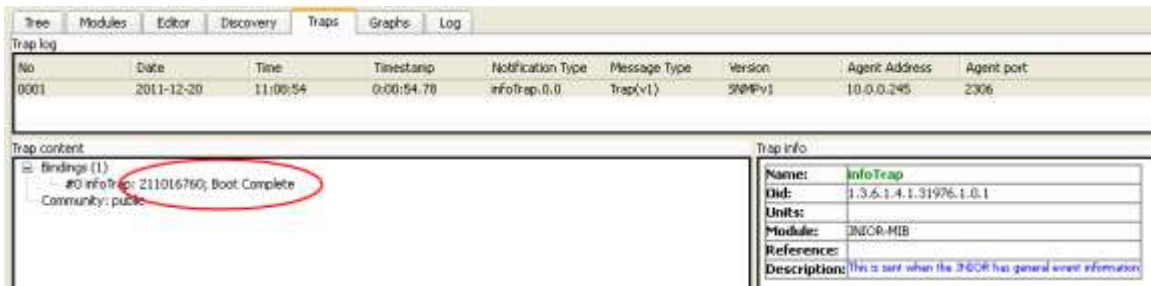 Tree Modules Editor Discovery Traps Graphs Log
Trap log
No Date Time Timestamp Notification Type Message Type Version Agent Address Agent port
0001 2011-12-20 11:08:54 0:00:54.78 infoTrap.0.0 Trap(v1) SNMPv1 10.0.0.245 2306
Trap content
Bindings (1)
#0 infoTrap: 211016760; Boot Complete
Community: public
Trap info
Name: infoTrap
Oid: 1.3.6.1.4.1.31976.1.0.1
Units:
Module: JNIOR-MIB
Reference:
Description: This is sent when the JNIOR has general event information